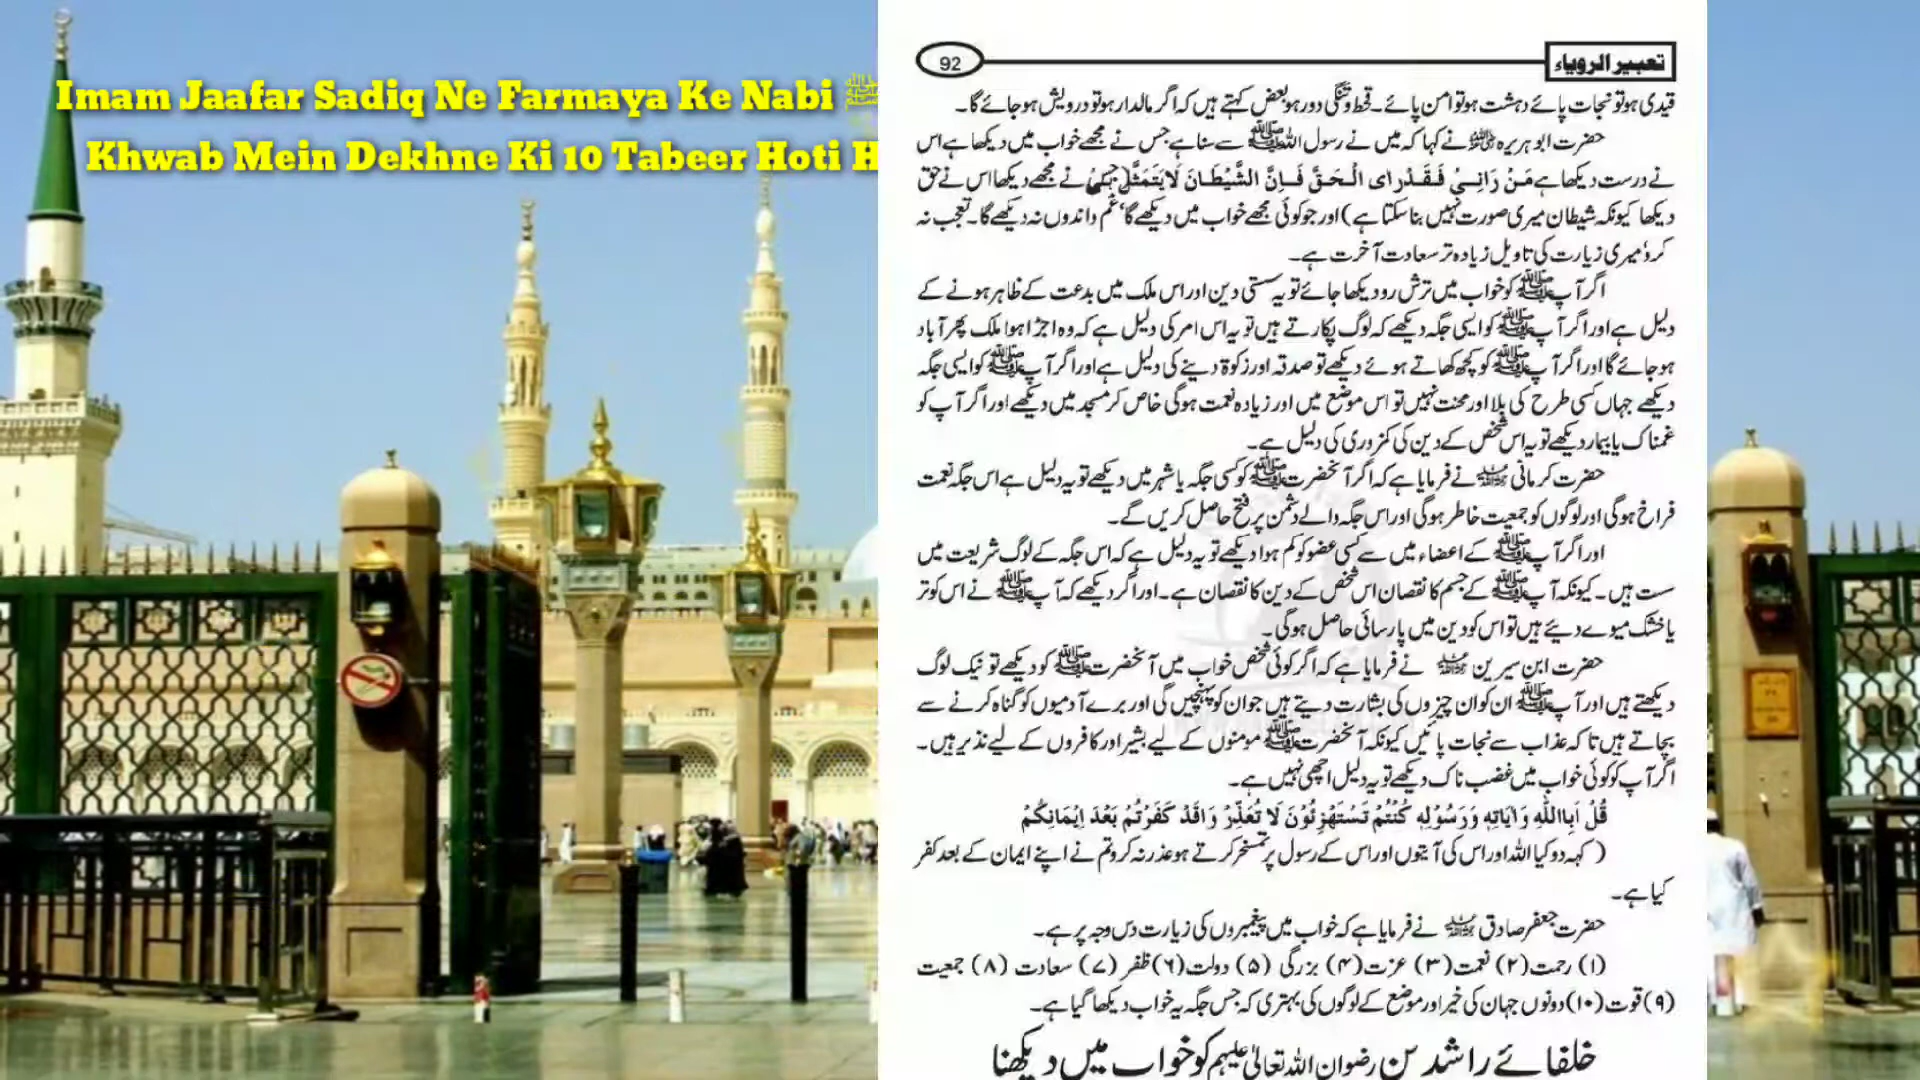 Imam Jaafar Sadiq Ne Farmaya Ke Nabi ﷺ
Khwab Mein Dekhne Ki 10 Tabeer Hoti H
92
تعبیر الرویاء
قیدی ہو تو نجات پائے دہشت ہو تو امن پائے۔ قحط و تنگی دور ہو بعض کہتے ہیں کہ اگر مالدار ہو تو درویش ہو جائے گا۔
حضرت ابو ہریرہ ؓ نے کہا کہ میں نے رسول اللہ ﷺ سے سنا ہے جس نے مجھے خواب میں دیکھا ہے اس
نے درست دیکھا ہے مَنْ رَاٰنِیْ فَقَدْ رَای الْحَقَّ فَاِنَّ الشَّیْطَانَ لَا یَتَمَثَّلُ جس نے مجھے دیکھا اس نے حق
دیکھا کیونکہ شیطان میری صورت نہیں بنا سکتا ہے) اور جو کوئی مجھے خواب میں دیکھے گا، غم و اندوں نہ دیکھے گا۔ تعجب نہ
کرو میری زیارت کی تاویل زیادہ تر سعادت آخرت ہے۔
اگر آپ ﷺ کو خواب میں ترش رو دیکھا جائے تو یہ سستی دین اور اس ملک میں بدعت کے ظاہر ہونے کے
دلیل ہے اور اگر آپ ﷺ کو ایسی جگہ دیکھے کہ لوگ پکارتے ہیں تو یہ اس امر کی دلیل ہے کہ وہ اجڑا ہوا ملک پھر آباد
ہو جائے گا اور اگر آپ ﷺ کو کچھ کھاتے ہوئے دیکھے تو صدقہ اور زکوۃ دینے کی دلیل ہے اور اگر آپ ﷺ کو ایسی جگہ
دیکھے جہاں کسی طرح کی بلا اور محنت نہیں تو اس موضع میں اور زیادہ نعمت ہوگی خاص کر مسجد میں دیکھے اور اگر آپ کو
غمناک یا بیمار دیکھے تو یہ اس شخص کے دین کی کمزوری کی دلیل ہے۔
حضرت کرمانی ؒ نے فرمایا ہے کہ اگر آنحضرت ﷺ کو کسی جگہ یا شہر میں دیکھے تو یہ دلیل ہے اس جگہ نعمت
فراخ ہوگی اور لوگوں کو جمعیت خاطر ہوگی اور اس جگہ والے دشمن پر فتح حاصل کریں گے۔
اور اگر آپ ﷺ کے اعضاء میں سے کسی عضو کو کم ہوا دیکھے تو یہ دلیل ہے کہ اس جگہ کے لوگ شریعت میں
سست ہیں۔ کیونکہ آپ ﷺ کے جسم کا نقصان اس شخص کے دین کا نقصان ہے۔ اور اگر دیکھے کہ آپ ﷺ نے اس کو تر
یا خشک میوے دیئے ہیں تو اس کو دین میں پارسائی حاصل ہوگی۔
حضرت ابن سیرین ؒ نے فرمایا ہے کہ اگر کوئی شخص خواب میں آنحضرت ﷺ کو دیکھے تو نیک لوگ
دیکھتے ہیں اور آپ ﷺ ان کو ان چیزوں کی بشارت دیتے ہیں جو ان کو پہنچیں گی اور برے آدمیوں کو گناہ کرنے سے
بچاتے ہیں تا کہ عذاب سے نجات پائیں کیونکہ آنحضرت ﷺ مومنوں کے لیے بشیر اور کافروں کے لیے نذیر ہیں۔
اگر آپ کو کوئی خواب میں غضب ناک دیکھے تو یہ دلیل اچھی نہیں ہے۔
قُلْ اَبِاللّٰهِ وَاٰیَاتِهٖ وَرَسُوْلِهٖ کُنْتُمْ تَسْتَهْزِئُوْنَ لَا تُعَذِّرْ وَاقَدْ کَفَرْتُمْ بَعْدَ اِیْمَانِکُمْ
( کہہ دو کیا اللہ اور اس کی آیتوں اور اس کے رسول پر تمسخر کرتے ہو عذر نہ کرو تم نے اپنے ایمان کے بعد کفر
کیا ہے۔
حضرت جعفر صادق ؒ نے فرمایا ہے کہ خواب میں پیغمبروں کی زیارت دس وجہ پر ہے۔
(۱) رحمت (۲) نعمت (۳) عزت (۴) بزرگی (۵) دولت (۶) ظفر (۷) سعادت (۸) جمعیت
(۹) قوت (۱۰) دونوں جہان کی خیر اور موضع کے لوگوں کی بہتری کہ جس جگہ یہ خواب دیکھا گیا ہے۔
خلفائے راشدین رضوان اللہ تعالیٰ علیہم کو خواب میں دیکھنا